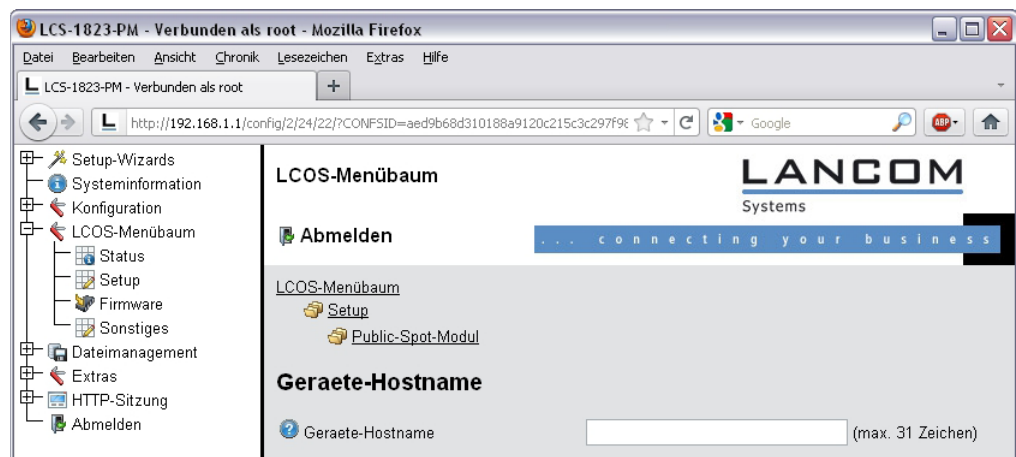 LCS-1823-PM - Verbunden als root - Mozilla Firefox
Datei Bearbeiten Ansicht Chronik Lesezeichen Extras Hilfe
LCS-1823-PM - Verbunden als root
http://192.168.1.1/config/2/24/22/?CONFSID=aed9b68d310188a9120c215c3c297f98
Google
ABP
Setup-Wizards
Systeminformation
Konfiguration
LCOS-Menübaum
Status
Setup
Firmware
Sonstiges
Dateimanagement
Extras
HTTP-Sitzung
Abmelden
LCOS-Menübaum
LANCOM
Systems
Abmelden
... connecting your business
LCOS-Menübaum
Setup
Public-Spot-Modul
Geraete-Hostname
Geraete-Hostname (max. 31 Zeichen)